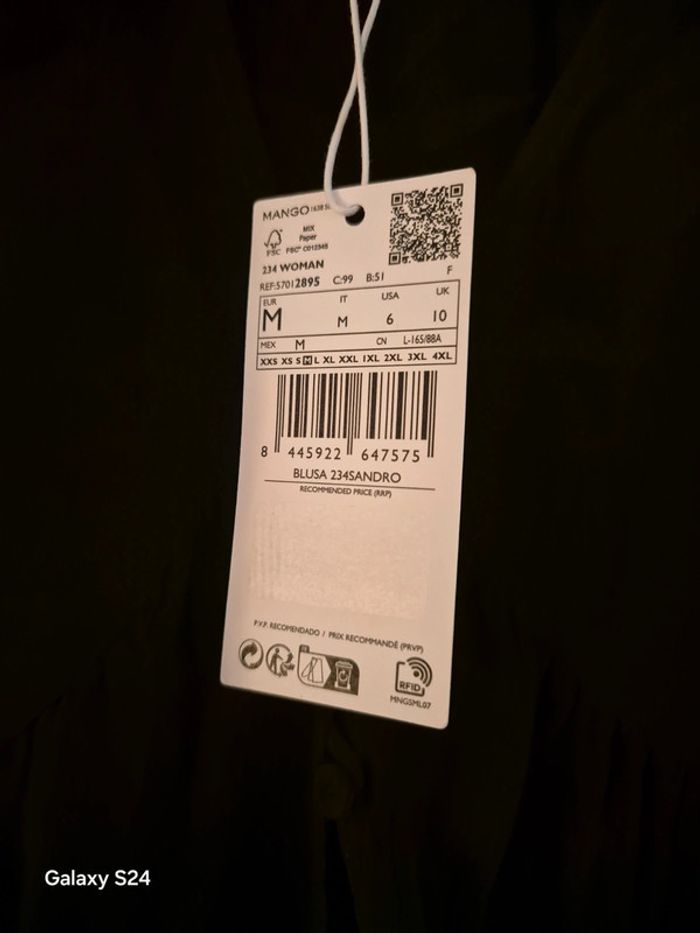 MANGO
MIX
Paper
FSC FSC® C012345
234 WOMAN
REF:57012895 C:99 B:51 F
EUR IT USA UK
M M 6 10
MEX M CN L-165/88A
XXS XS S M L XL XXL 1XL 2XL 3XL 4XL
8 445922 647575
BLUSA 234SANDRO
RECOMMENDED PRICE (RRP)
P.V.P. RECOMENDADO / PRIX RECOMMANDÉ (PRVP)
FR
RFID
MNGSML07
Galaxy S24